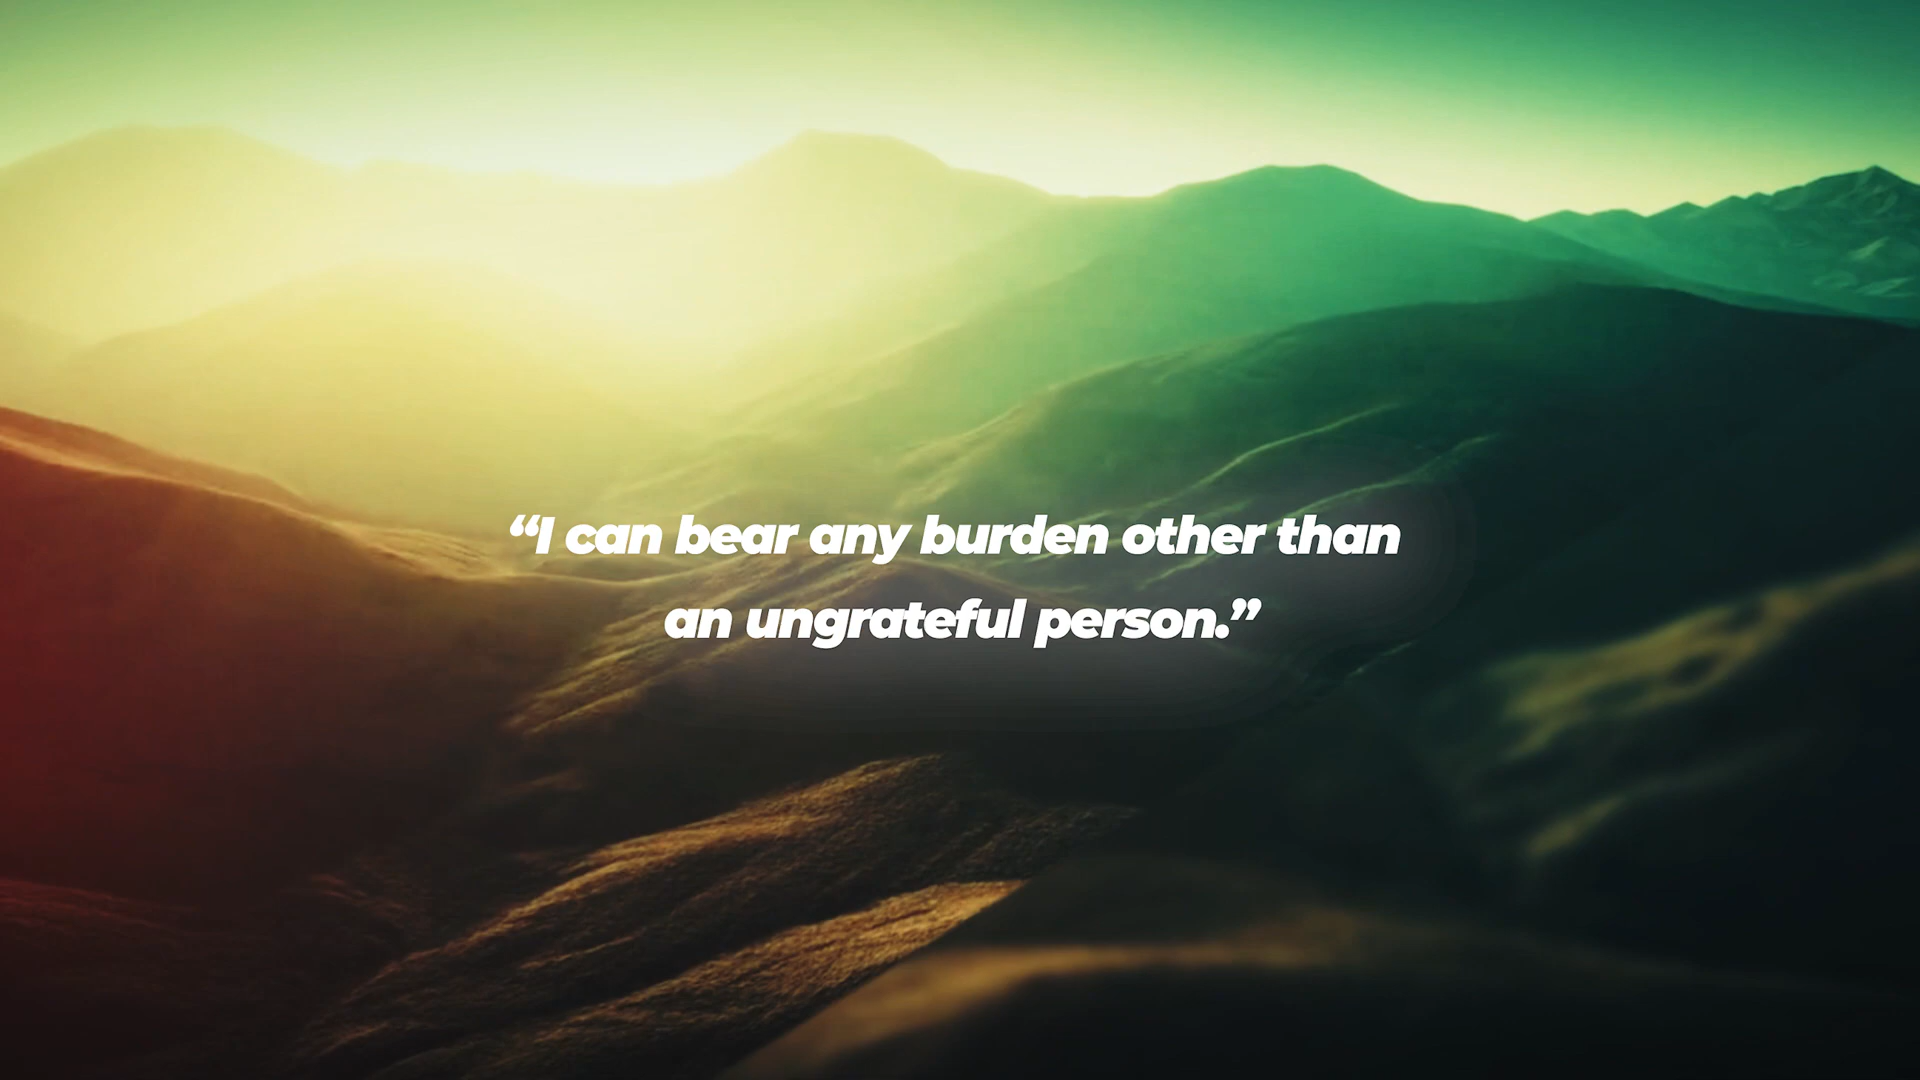 “I can bear any burden other than
an ungrateful person.”